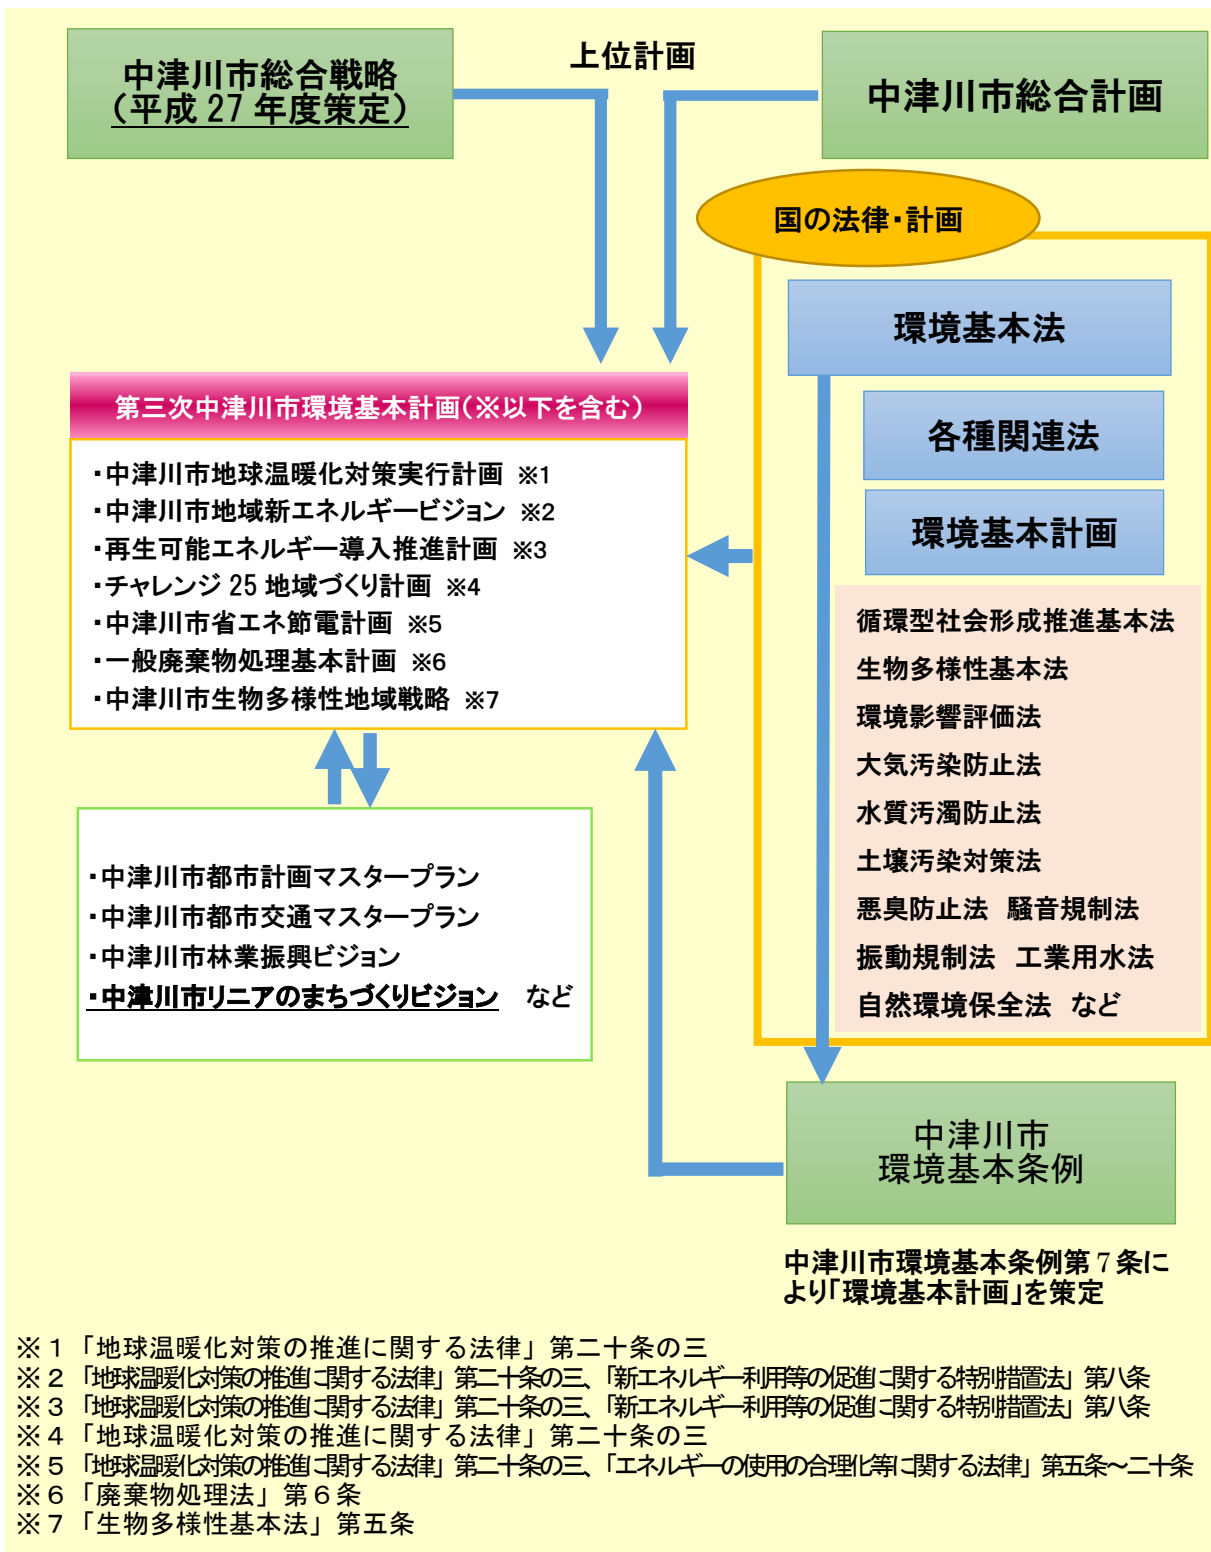 上位計画
中津川市総合戦略
（平成 27 年度策定）
中津川市総合計画
国の法律・計画
環境基本法
各種関連法
環境基本計画
循環型社会形成推進基本法
生物多様性基本法
環境影響評価法
大気汚染防止法
水質汚濁防止法
土壌汚染対策法
悪臭防止法　騒音規制法
振動規制法　工業用水法
自然環境保全法　など
第三次中津川市環境基本計画（※以下を含む）
・中津川市地球温暖化対策実行計画 ※1
・中津川市地域新エネルギービジョン ※2
・再生可能エネルギー導入推進計画 ※3
・チャレンジ 25 地域づくり計画 ※4
・中津川市省エネ節電計画 ※5
・一般廃棄物処理基本計画 ※6
・中津川市生物多様性地域戦略 ※7
・中津川市都市計画マスタープラン
・中津川市都市交通マスタープラン
・中津川市林業振興ビジョン
・中津川市リニアのまちづくりビジョン　など
中津川市
環境基本条例
中津川市環境基本条例第 7 条に
より「環境基本計画」を策定
※１「地球温暖化対策の推進に関する法律」第二十条の三
※２「地球温暖化対策の推進に関する法律」第二十条の三、「新エネルギー利用等の促進に関する特別措置法」第八条
※３「地球温暖化対策の推進に関する法律」第二十条の三、「新エネルギー利用等の促進に関する特別措置法」第八条
※４「地球温暖化対策の推進に関する法律」第二十条の三
※５「地球温暖化対策の推進に関する法律」第二十条の三、「エネルギーの使用の合理化等に関する法律」第五条～二十条
※６「廃棄物処理法」第６条
※７「生物多様性基本法」第五条